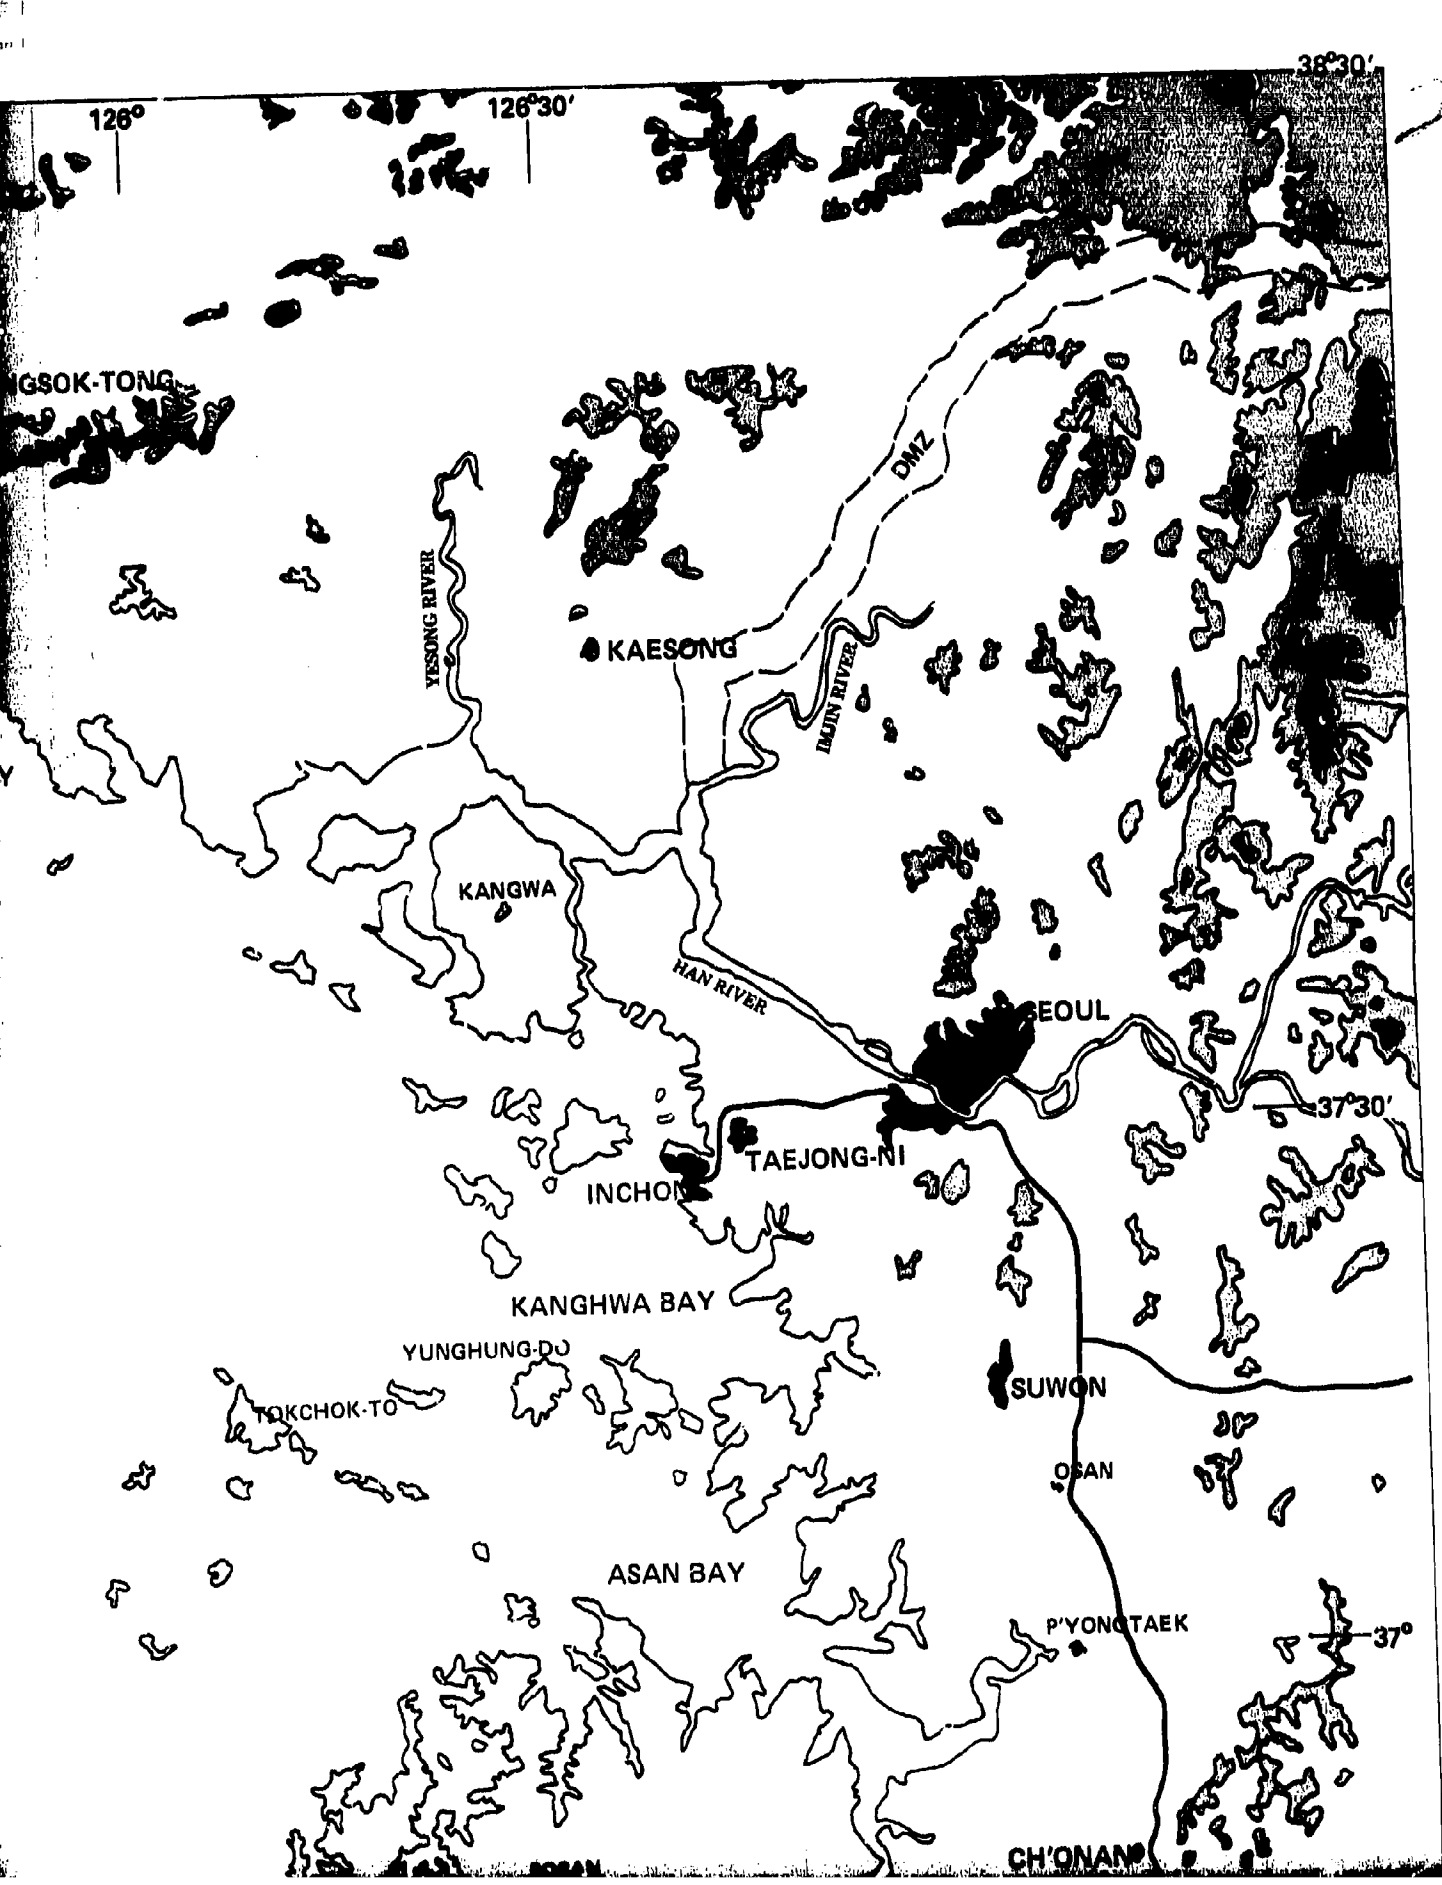 38°30′
126°
126°30′
NGSOK-TONG
DMZ
YESONG RIVER
KAESONG
IMJIN RIVER
Y
KANGWA
HAN RIVER
SEOUL
37°30′
TAEJONG-NI
INCHON
KANGHWA BAY
YUNGHUNG-DO
TOKCHOK-TO
SUWON
OSAN
ASAN BAY
P'YONGTAEK
37°
CH'ONAN